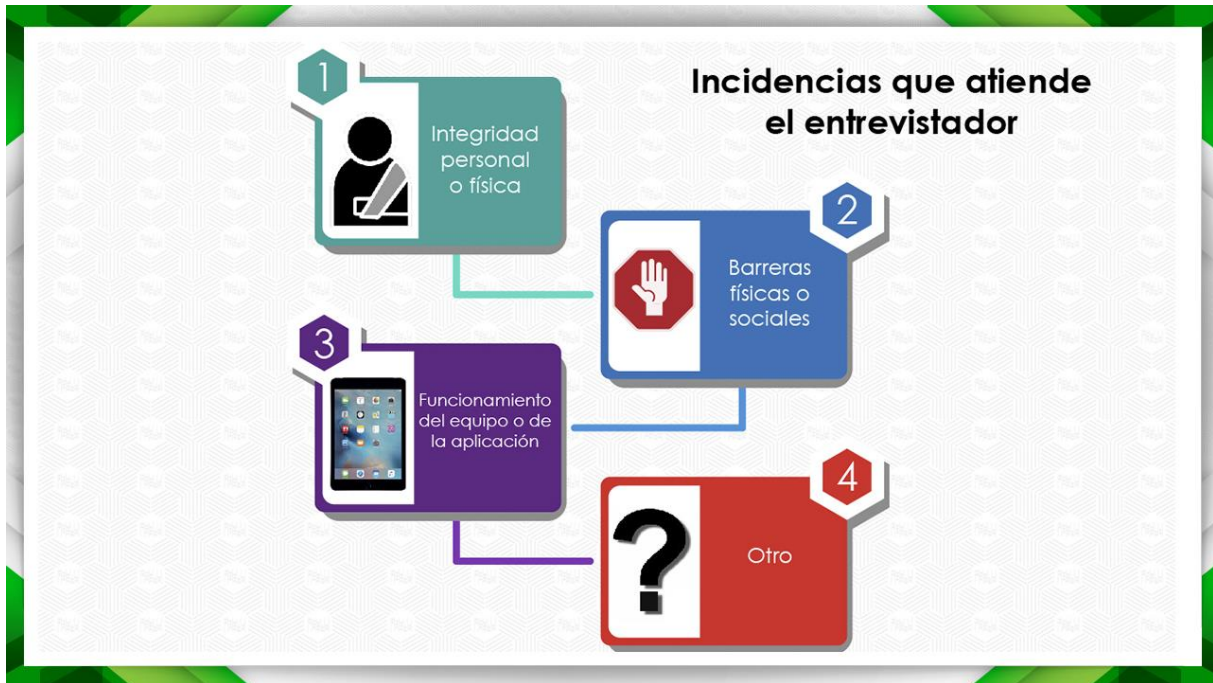 Incidencias que atiende
el entrevistador
1
Integridad
personal
o física
2
Barreras
físicas o
sociales
3
Funcionamiento
del equipo o de
la aplicación
4
Otro